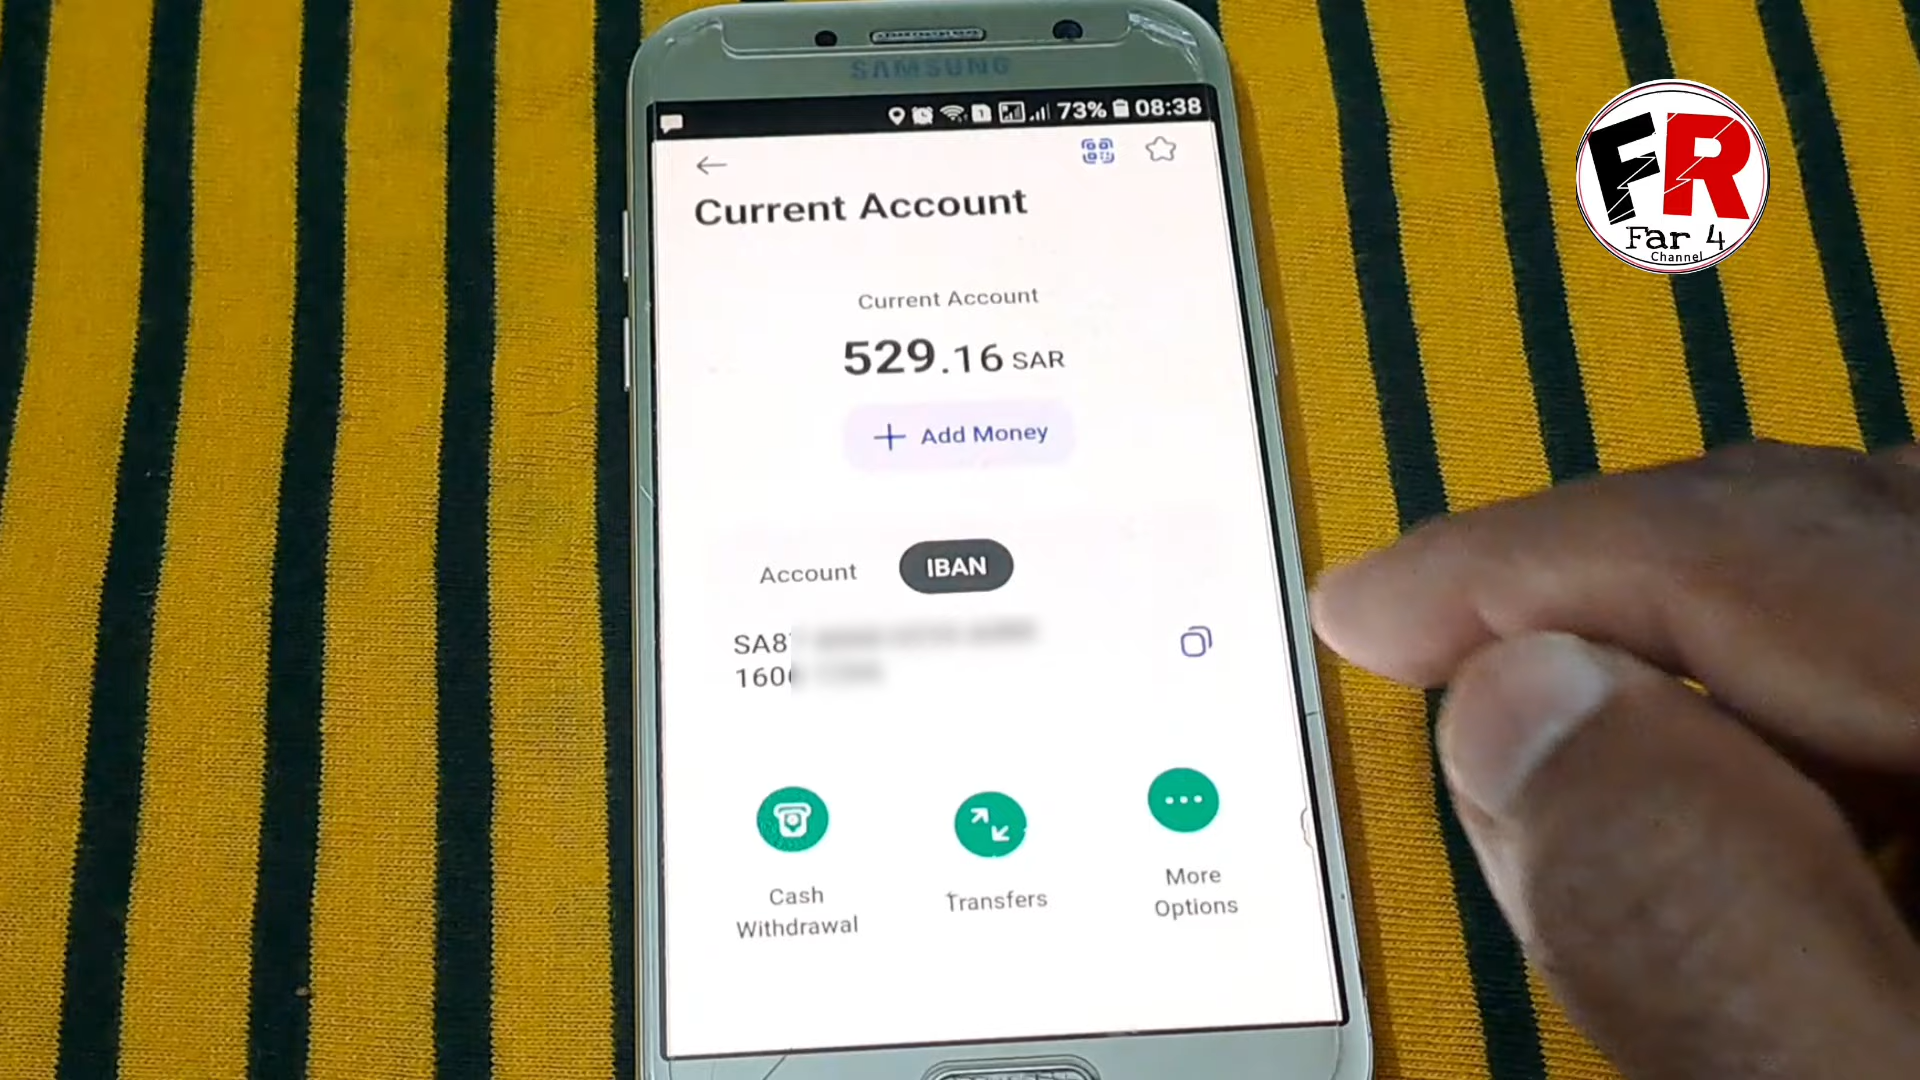 SAMSUNG
73% 08:38
Current Account
Current Account
529.16 SAR
+ Add Money
Account IBAN
SA87
160
Cash Withdrawal
Transfers
More Options
FR
Far 4
Channel